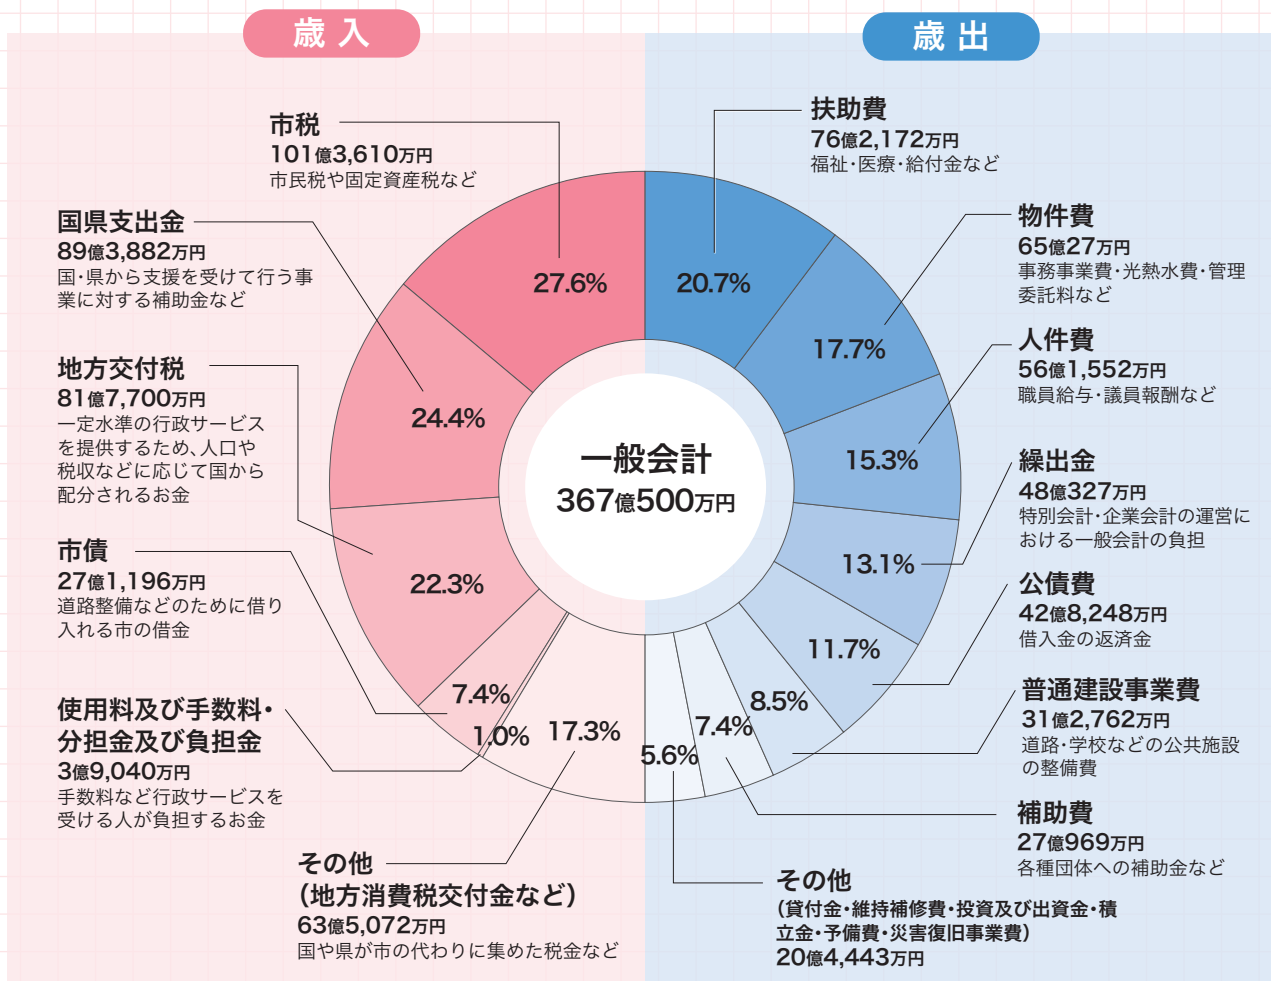 歳入
歳出
市税
101億3,610万円
市民税や固定資産税など
国県支出金
89億3,882万円
国・県から支援を受けて行う事
業に対する補助金など
地方交付税
81億7,700万円
一定水準の行政サービス
を提供するため、人口や
税収などに応じて国から
配分されるお金
市債
27億1,196万円
道路整備などのために借り
入れる市の借金
使用料及び手数料・
分担金及び負担金
3億9,040万円
手数料など行政サービスを
受ける人が負担するお金
その他
（地方消費税交付金など）
63億5,072万円
国や県が市の代わりに集めた税金など
27.6%
24.4%
22.3%
7.4%
1.0%
17.3%
一般会計
367億500万円
20.7%
17.7%
15.3%
13.1%
11.7%
8.5%
7.4%
5.6%
扶助費
76億2,172万円
福祉・医療・給付金など
物件費
65億27万円
事務事業費・光熱水費・管理
委託料など
人件費
56億1,552万円
職員給与・議員報酬など
繰出金
48億327万円
特別会計・企業会計の運営に
おける一般会計の負担
公債費
42億8,248万円
借入金の返済金
普通建設事業費
31億2,762万円
道路・学校などの公共施設
の整備費
補助費
27億969万円
各種団体への補助金など
その他
（貸付金・維持補修費・投資及び出資金・積
立金・予備費・災害復旧事業費）
20億4,443万円